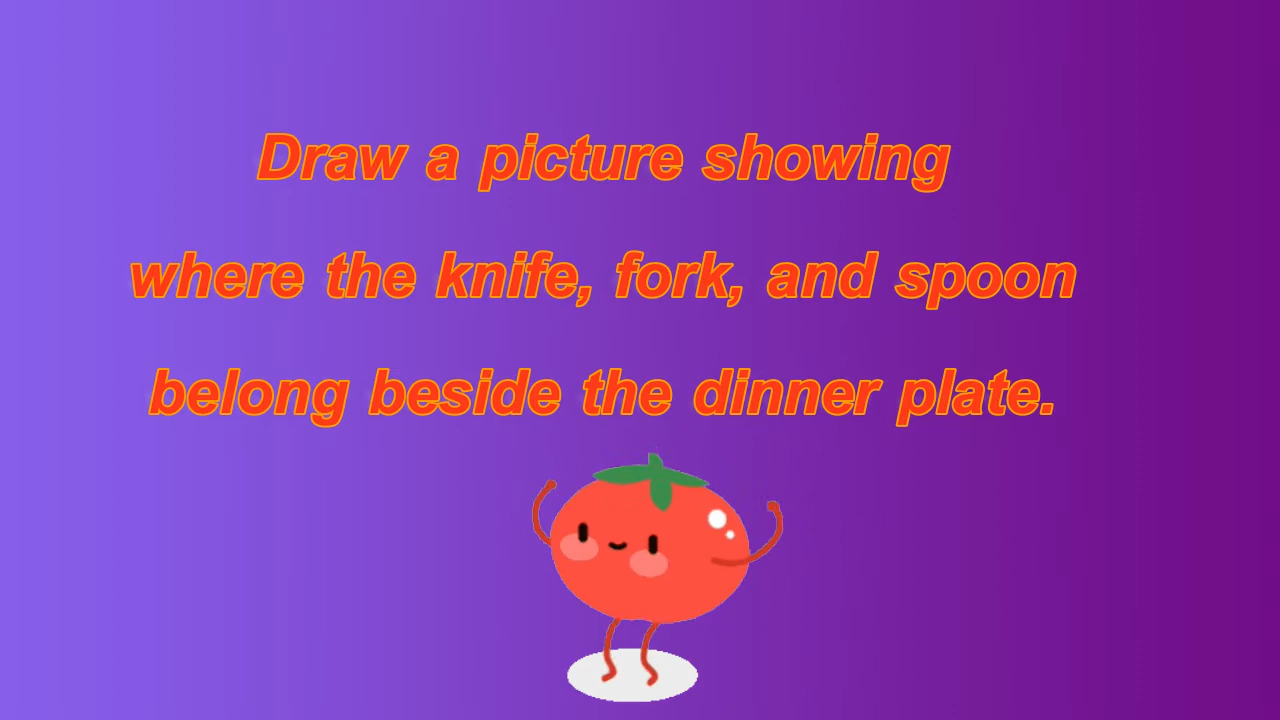 Draw a picture showing
where the knife, fork, and spoon
belong beside the dinner plate.